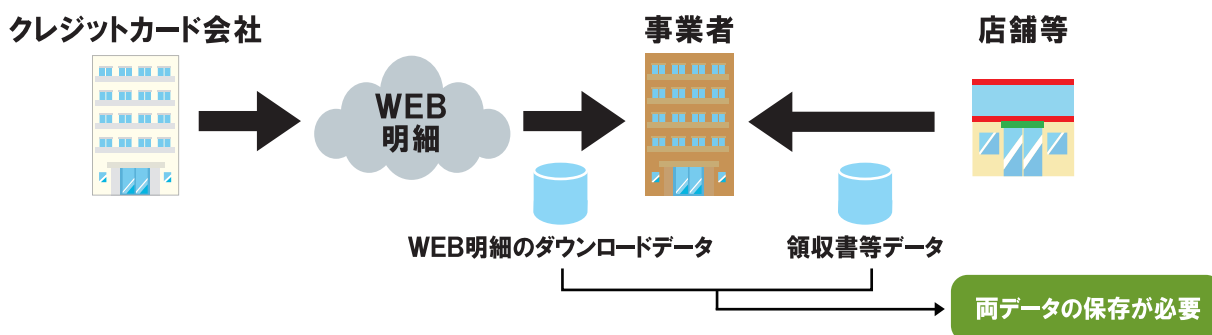 クレジットカード会社
事業者
店舗等
WEB
明細
WEB明細のダウンロードデータ
領収書等データ
両データの保存が必要